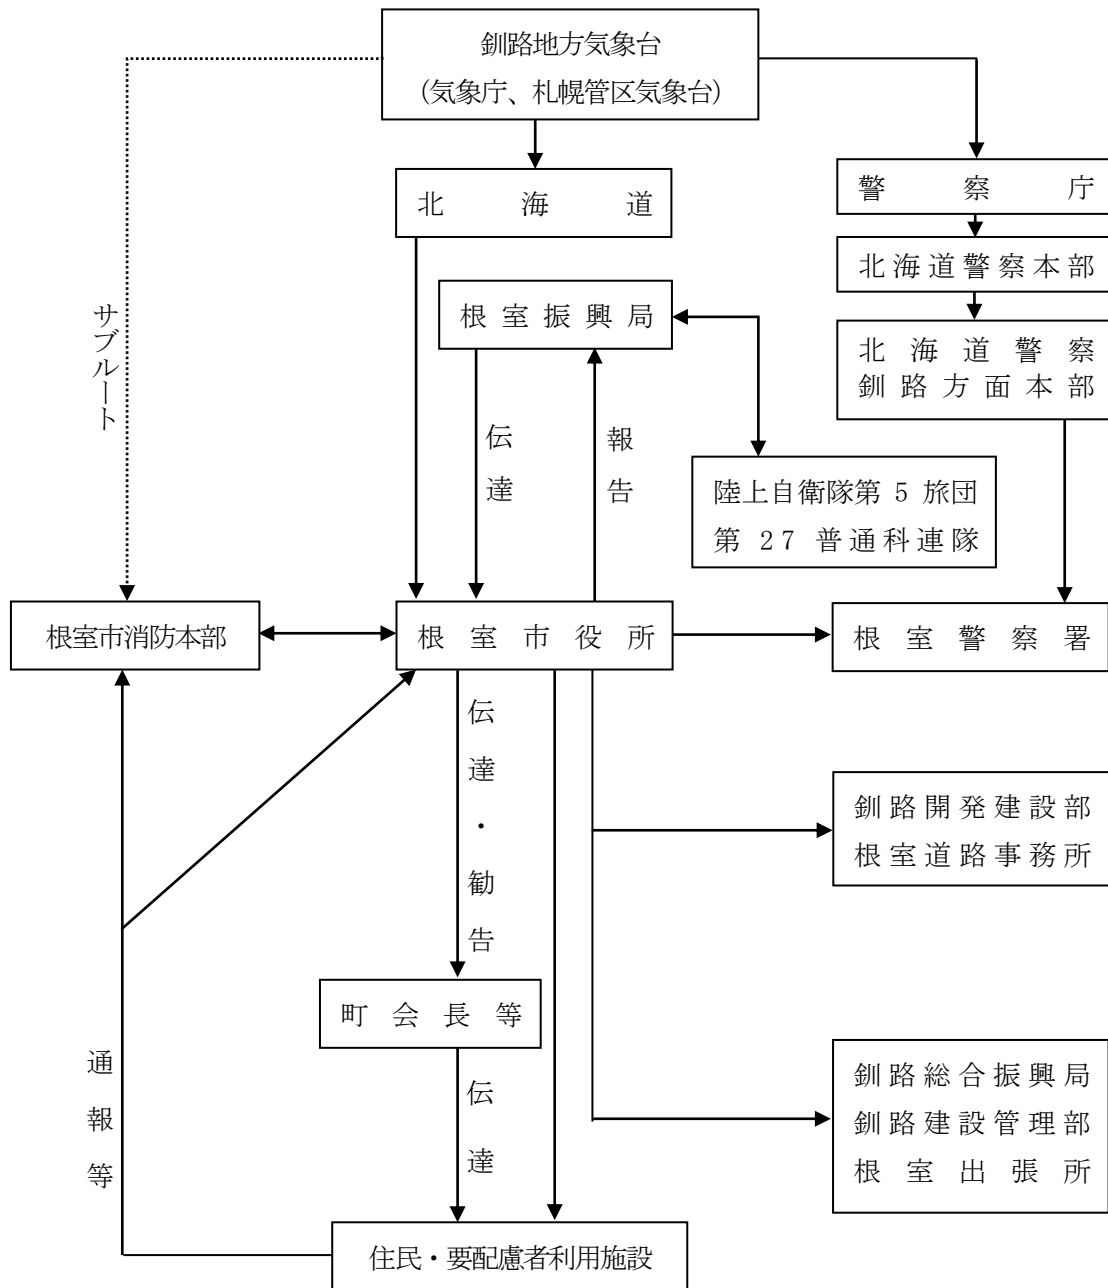 釧路地方気象台
(気象庁、札幌管区気象台)
北海道
警察庁
北海道警察本部
根室振興局
北海道警察
釧路方面本部
サブルート
伝達
報告
陸上自衛隊第5旅団
第27普通科連隊
根室市消防本部
根室市役所
根室警察署
伝達・勧告
釧路開発建設部
根室道路事務所
町会長等
通報等
伝達
釧路総合振興局
釧路建設管理部
根室出張所
住民・要配慮者利用施設